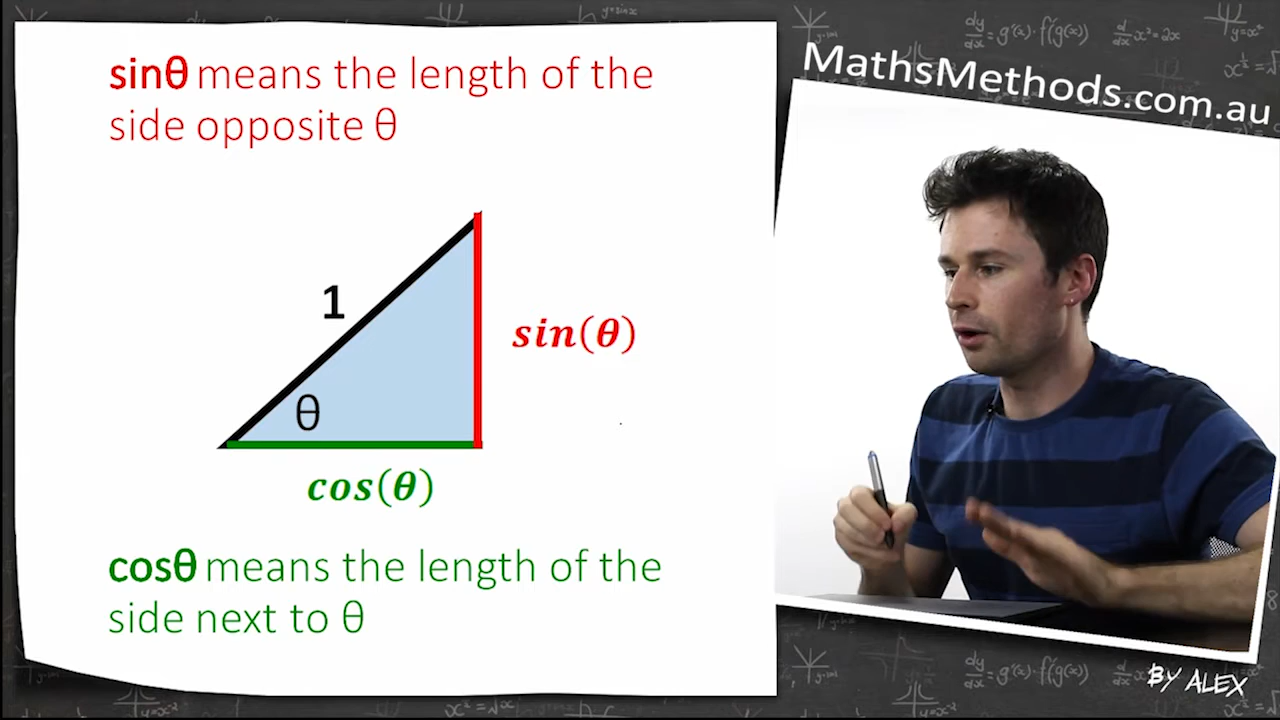 sinθ means the length of the
side opposite θ
1
sin(θ)
θ
cos(θ)
cosθ means the length of the
side next to θ
MathsMethods.com.au
BY ALEX